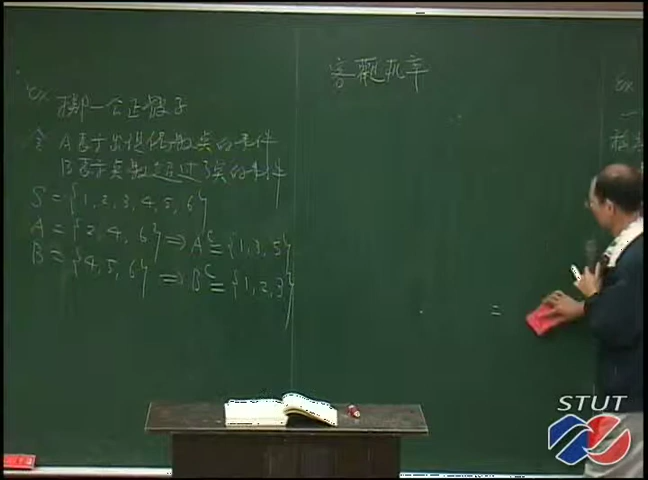 Ex 擲一公正骰子
令 A表示出現偶數點的事件
B表示點數超過3點的事件
S = {1, 2, 3, 4, 5, 6}
A = {2, 4, 6} ⇒ A^c = {1, 3, 5}
B = {4, 5, 6} ⇒ B^c = {1, 2, 3}
客觀机率
=
Ex
STUT